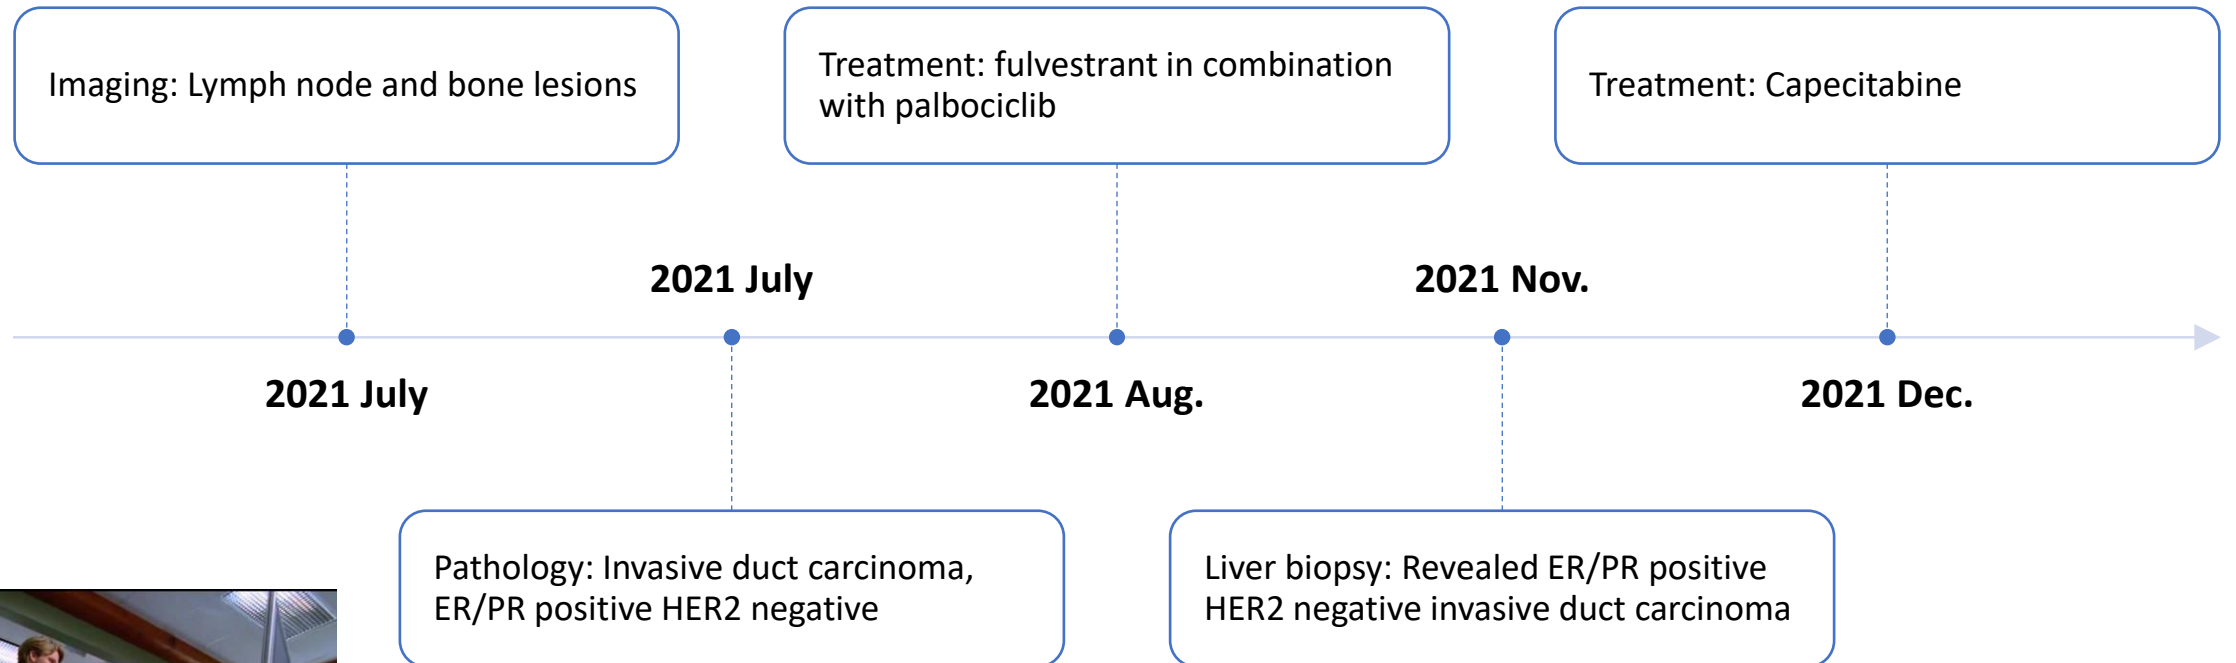 Imaging: Lymph node and bone lesions
Treatment: fulvestrant in combination
with palbociclib
Treatment: Capecitabine
2021 July
2021 Nov.
2021 July
2021 Aug.
2021 Dec.
Pathology: Invasive duct carcinoma,
ER/PR positive HER2 negative
Liver biopsy: Revealed ER/PR positive
HER2 negative invasive duct carcinoma